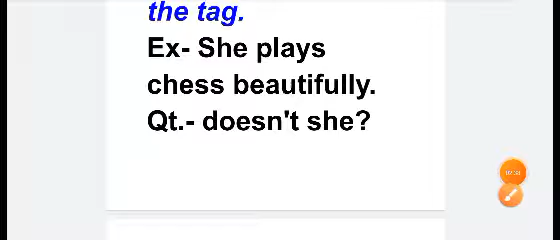 the tag.
Ex- She plays
chess beautifully.
Qt.- doesn't she?